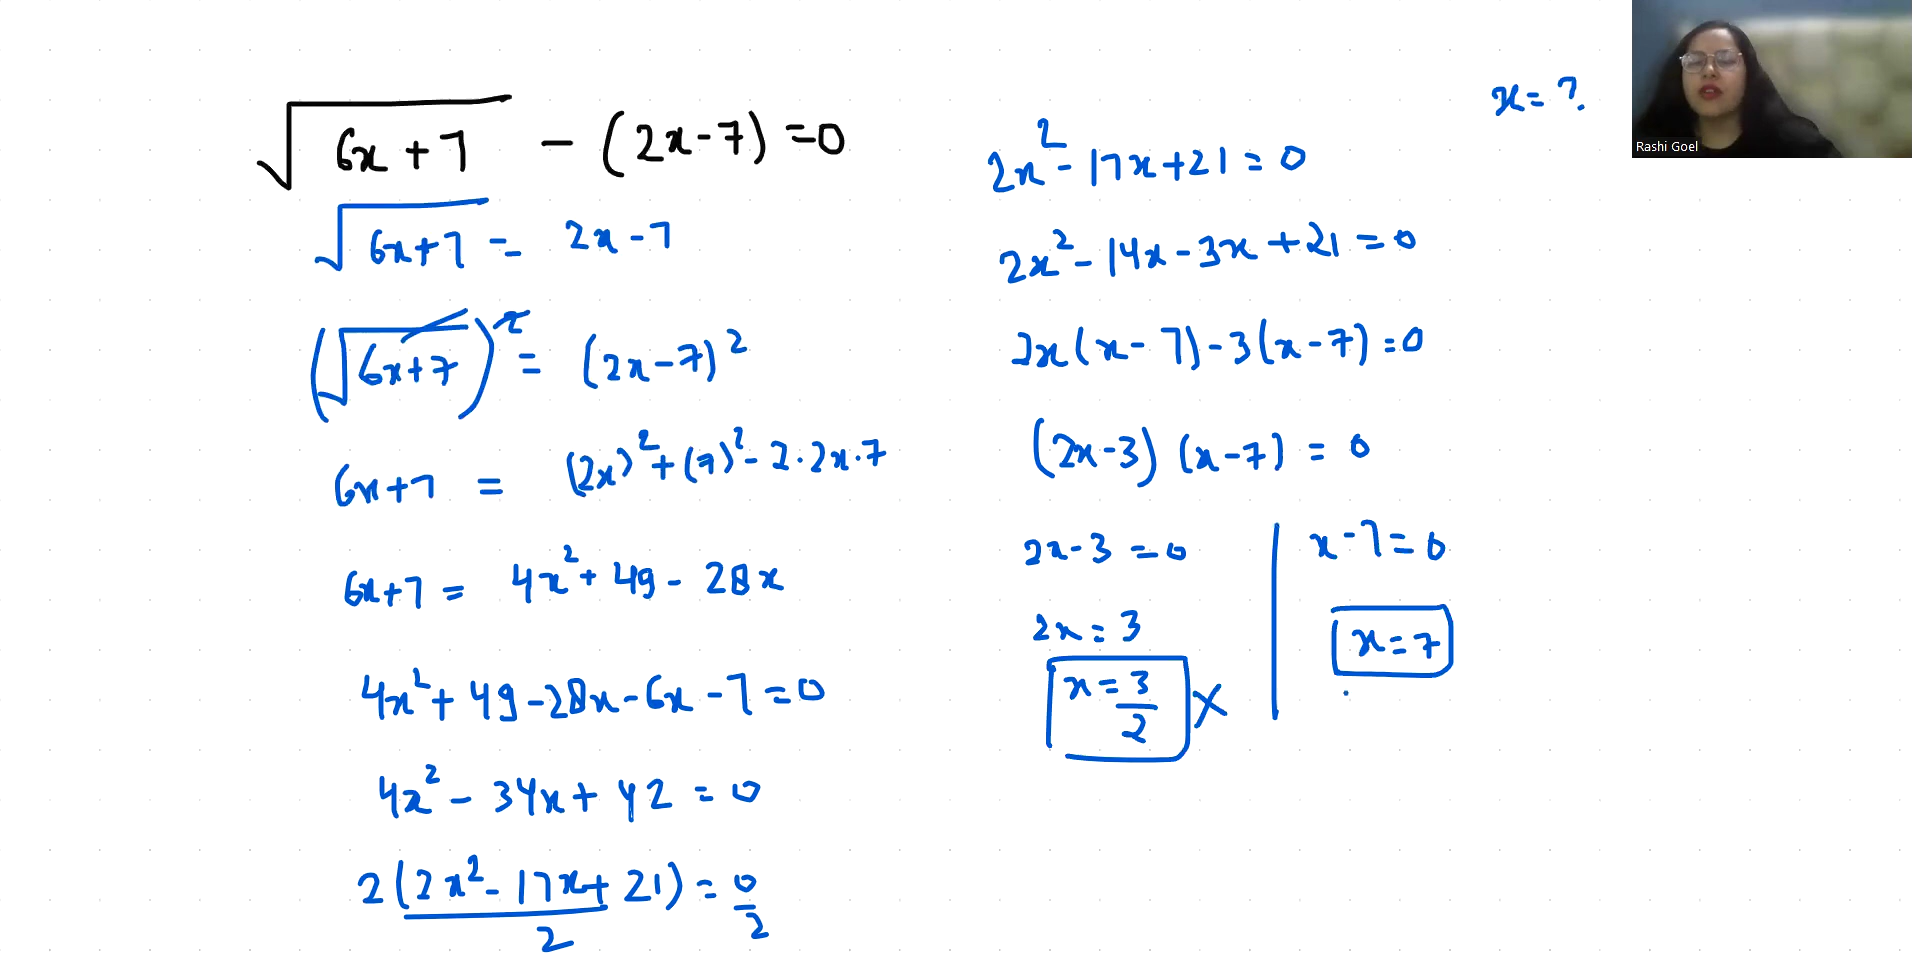 √(6x+7) - (2x-7) = 0
√(6x+7) = 2x-7
(√(6x+7))² = (2x-7)²
6x+7 = (2x)²+(7)²-2·2x·7
6x+7 = 4x²+49-28x
4x²+49-28x-6x-7=0
4x²-34x+42=0
2(2x²-17x+21)/2 = 0/2
x=?
2x²-17x+21=0
2x²-14x-3x+21=0
2x(x-7)-3(x-7)=0
(2x-3)(x-7)=0
2x-3=0
2x=3
x=3/2 X
x-7=0
x=7
Rashi Goel